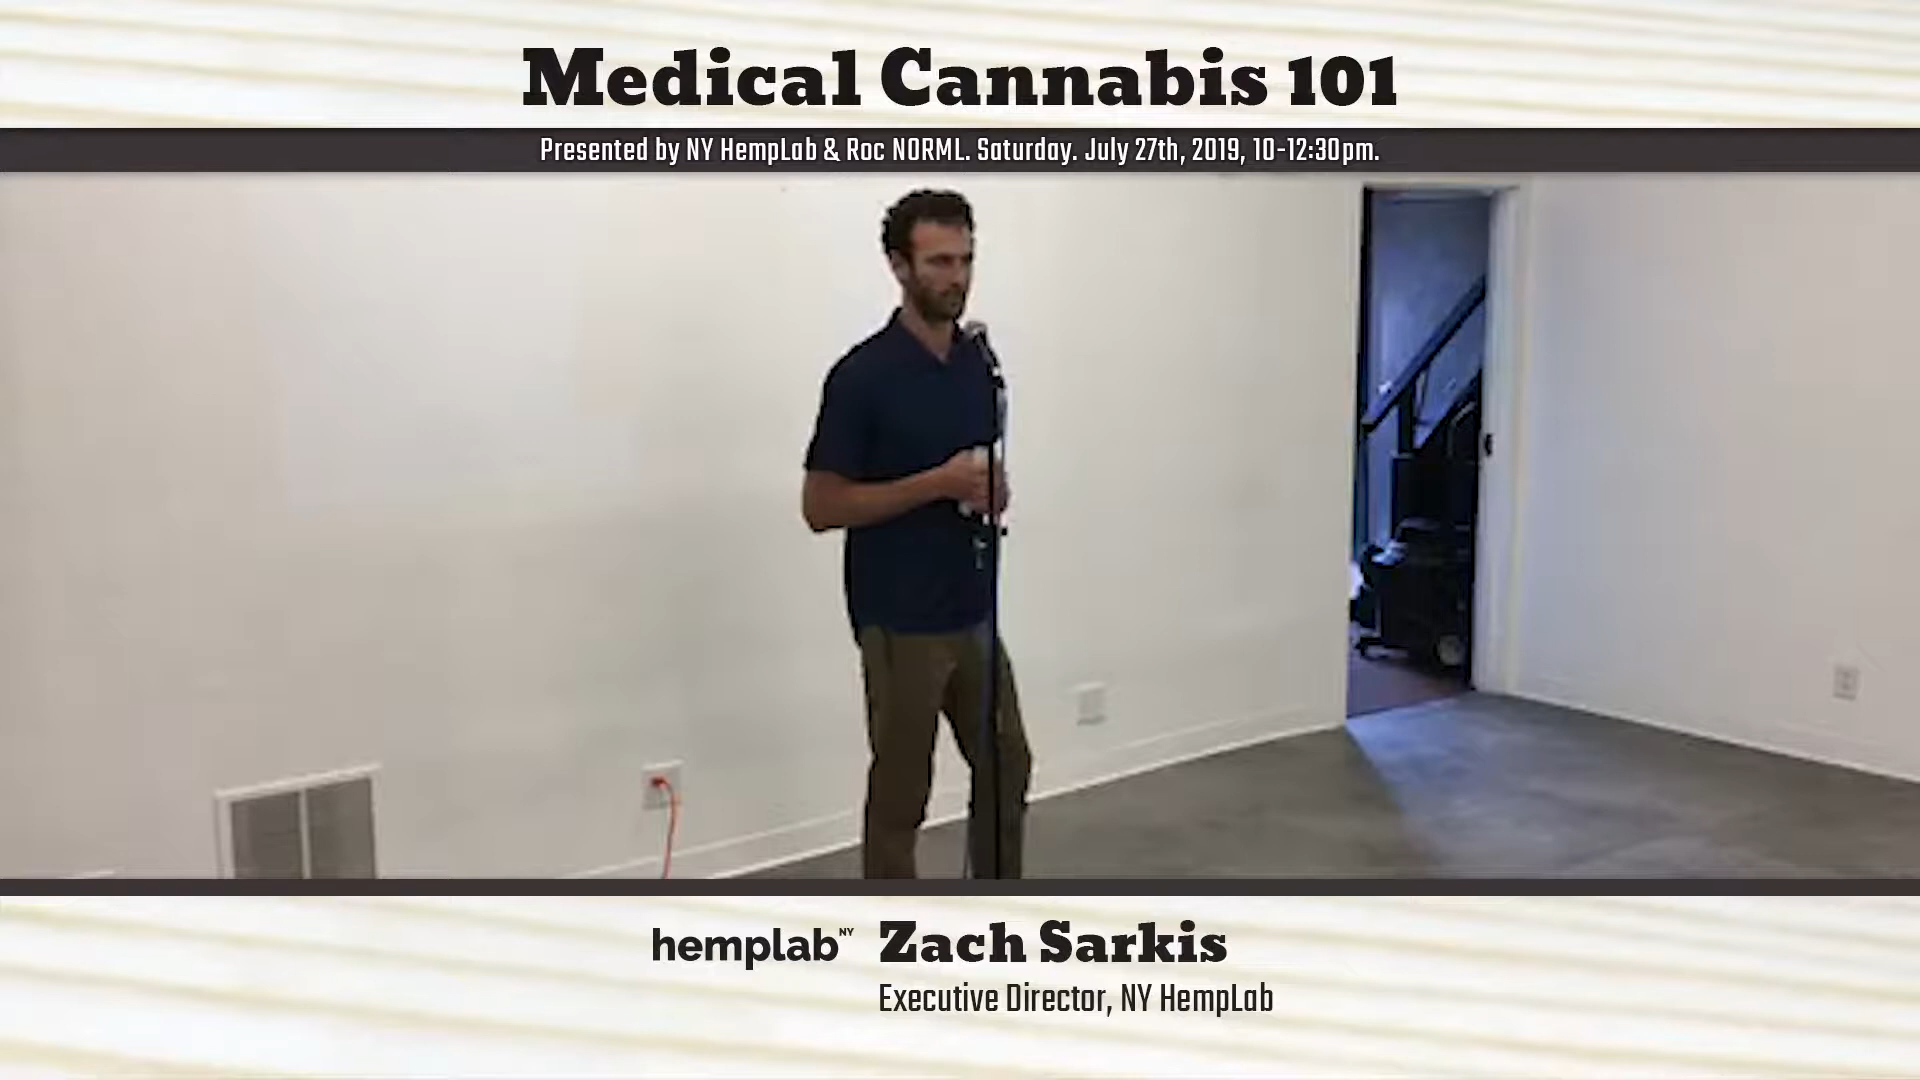 Medical Cannabis 101
Presented by NY HempLab & Roc NORML. Saturday. July 27th, 2019, 10-12:30pm.
hemplab NY
Zach Sarkis
Executive Director, NY HempLab